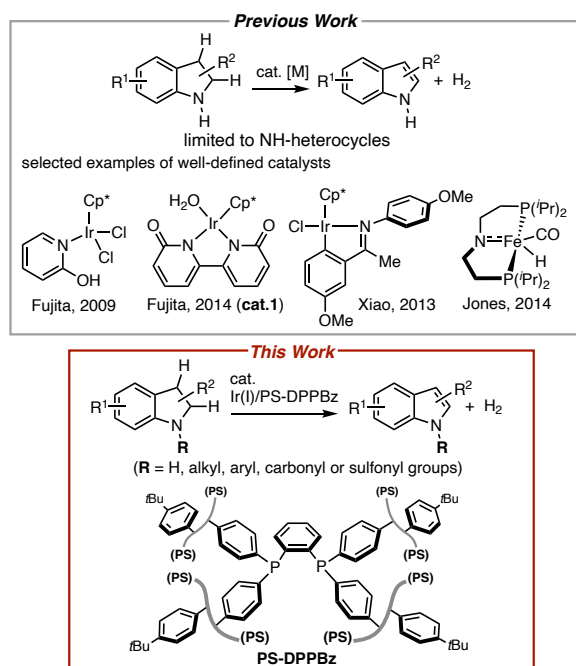 Previous Work
H
R2
R1
H
N
H
cat. [M]
R1
R2
N
H
+ H2
limited to NH-heterocycles
selected examples of well-defined catalysts
Cp*
Ir
Cl
Cl
N
OH
Fujita, 2009
H2O
Cp*
Ir
O
N
N
O
Fujita, 2014 (cat.1)
Cp*
OMe
Cl
Ir
N
Me
OMe
Xiao, 2013
P(iPr)2
N
Fe
CO
H
P(iPr)2
Jones, 2014
This Work
H
R2
R1
H
N
R
cat.
Ir(I)/PS-DPPBz
R1
R2
N
R
+ H2
(R = H, alkyl, aryl, carbonyl or sulfonyl groups)
tBu
(PS)
(PS)
tBu
(PS)
(PS)
P
P
(PS)
(PS)
tBu
(PS)
(PS)
tBu
PS-DPPBz